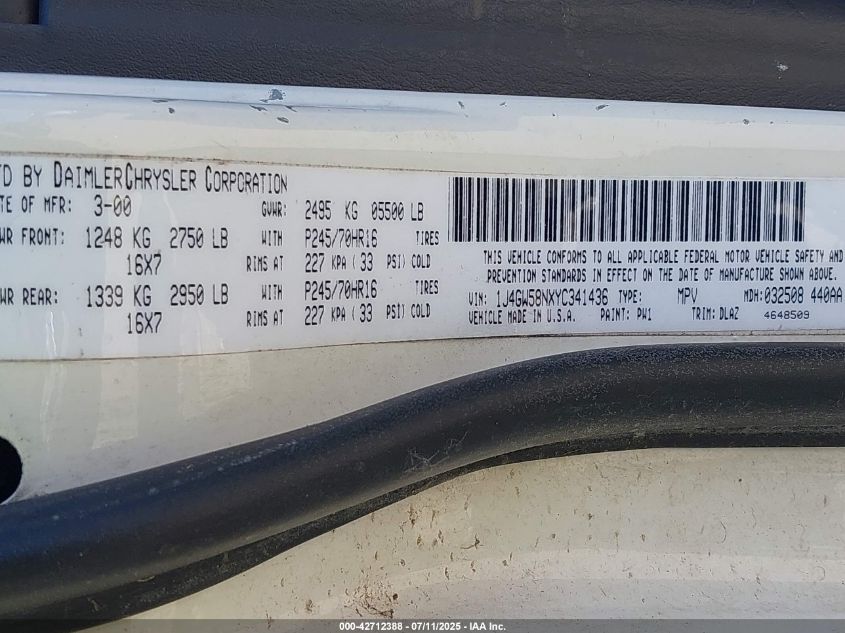 FD BY DAIMLERCHRYSLER CORPORATION
TE OF MFR: 3-00 GVWR: 2495 KG 05500 LB
WR FRONT: 1248 KG 2750 LB WITH P245/70HR16 TIRES
16X7 RIMS AT 227 KPA ( 33 PSI) COLD
WR REAR: 1339 KG 2950 LB WITH P245/70HR16 TIRES
16X7 RIMS AT 227 KPA ( 33 PSI) COLD
THIS VEHICLE CONFORMS TO ALL APPLICABLE FEDERAL MOTOR VEHICLE SAFETY AND
PREVENTION STANDARDS IN EFFECT ON THE DATE OF MANUFACTURE SHOWN ABOVE.
VIN: 1J4GW58NXYC341436 TYPE: MPV MDH: 032508 440AA
VEHICLE MADE IN U.S.A. PAINT: PW1 TRIM: DLAZ 4648509
000-42712388 - 07/11/2025 - IAA Inc.